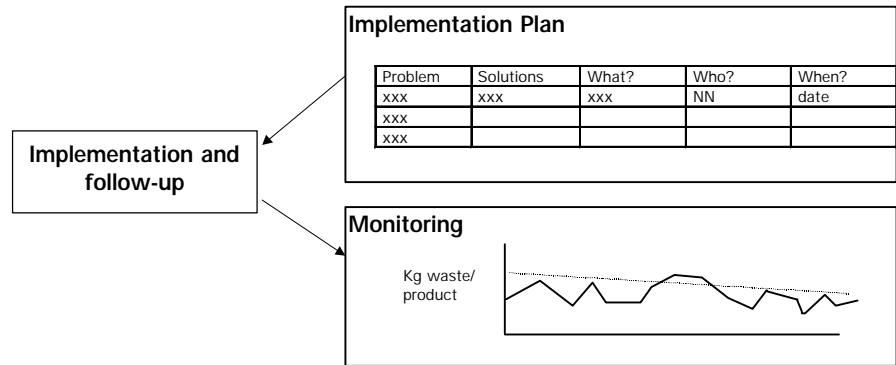 Implementation Plan
Problem Solutions What? Who? When?
xxx xxx xxx NN date
xxx
xxx
Implementation and
follow-up
Monitoring
Kg waste/
product